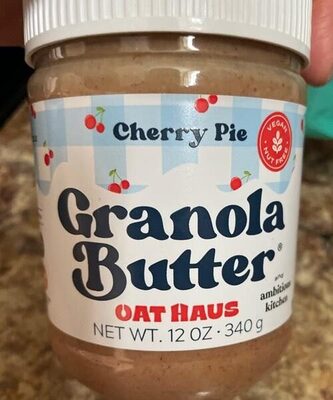 Cherry Pie
VEGAN
NUT FREE
Granola
Butter®
OAT HAUS
ambitious
kitchen
NET WT. 12 OZ · 340 g